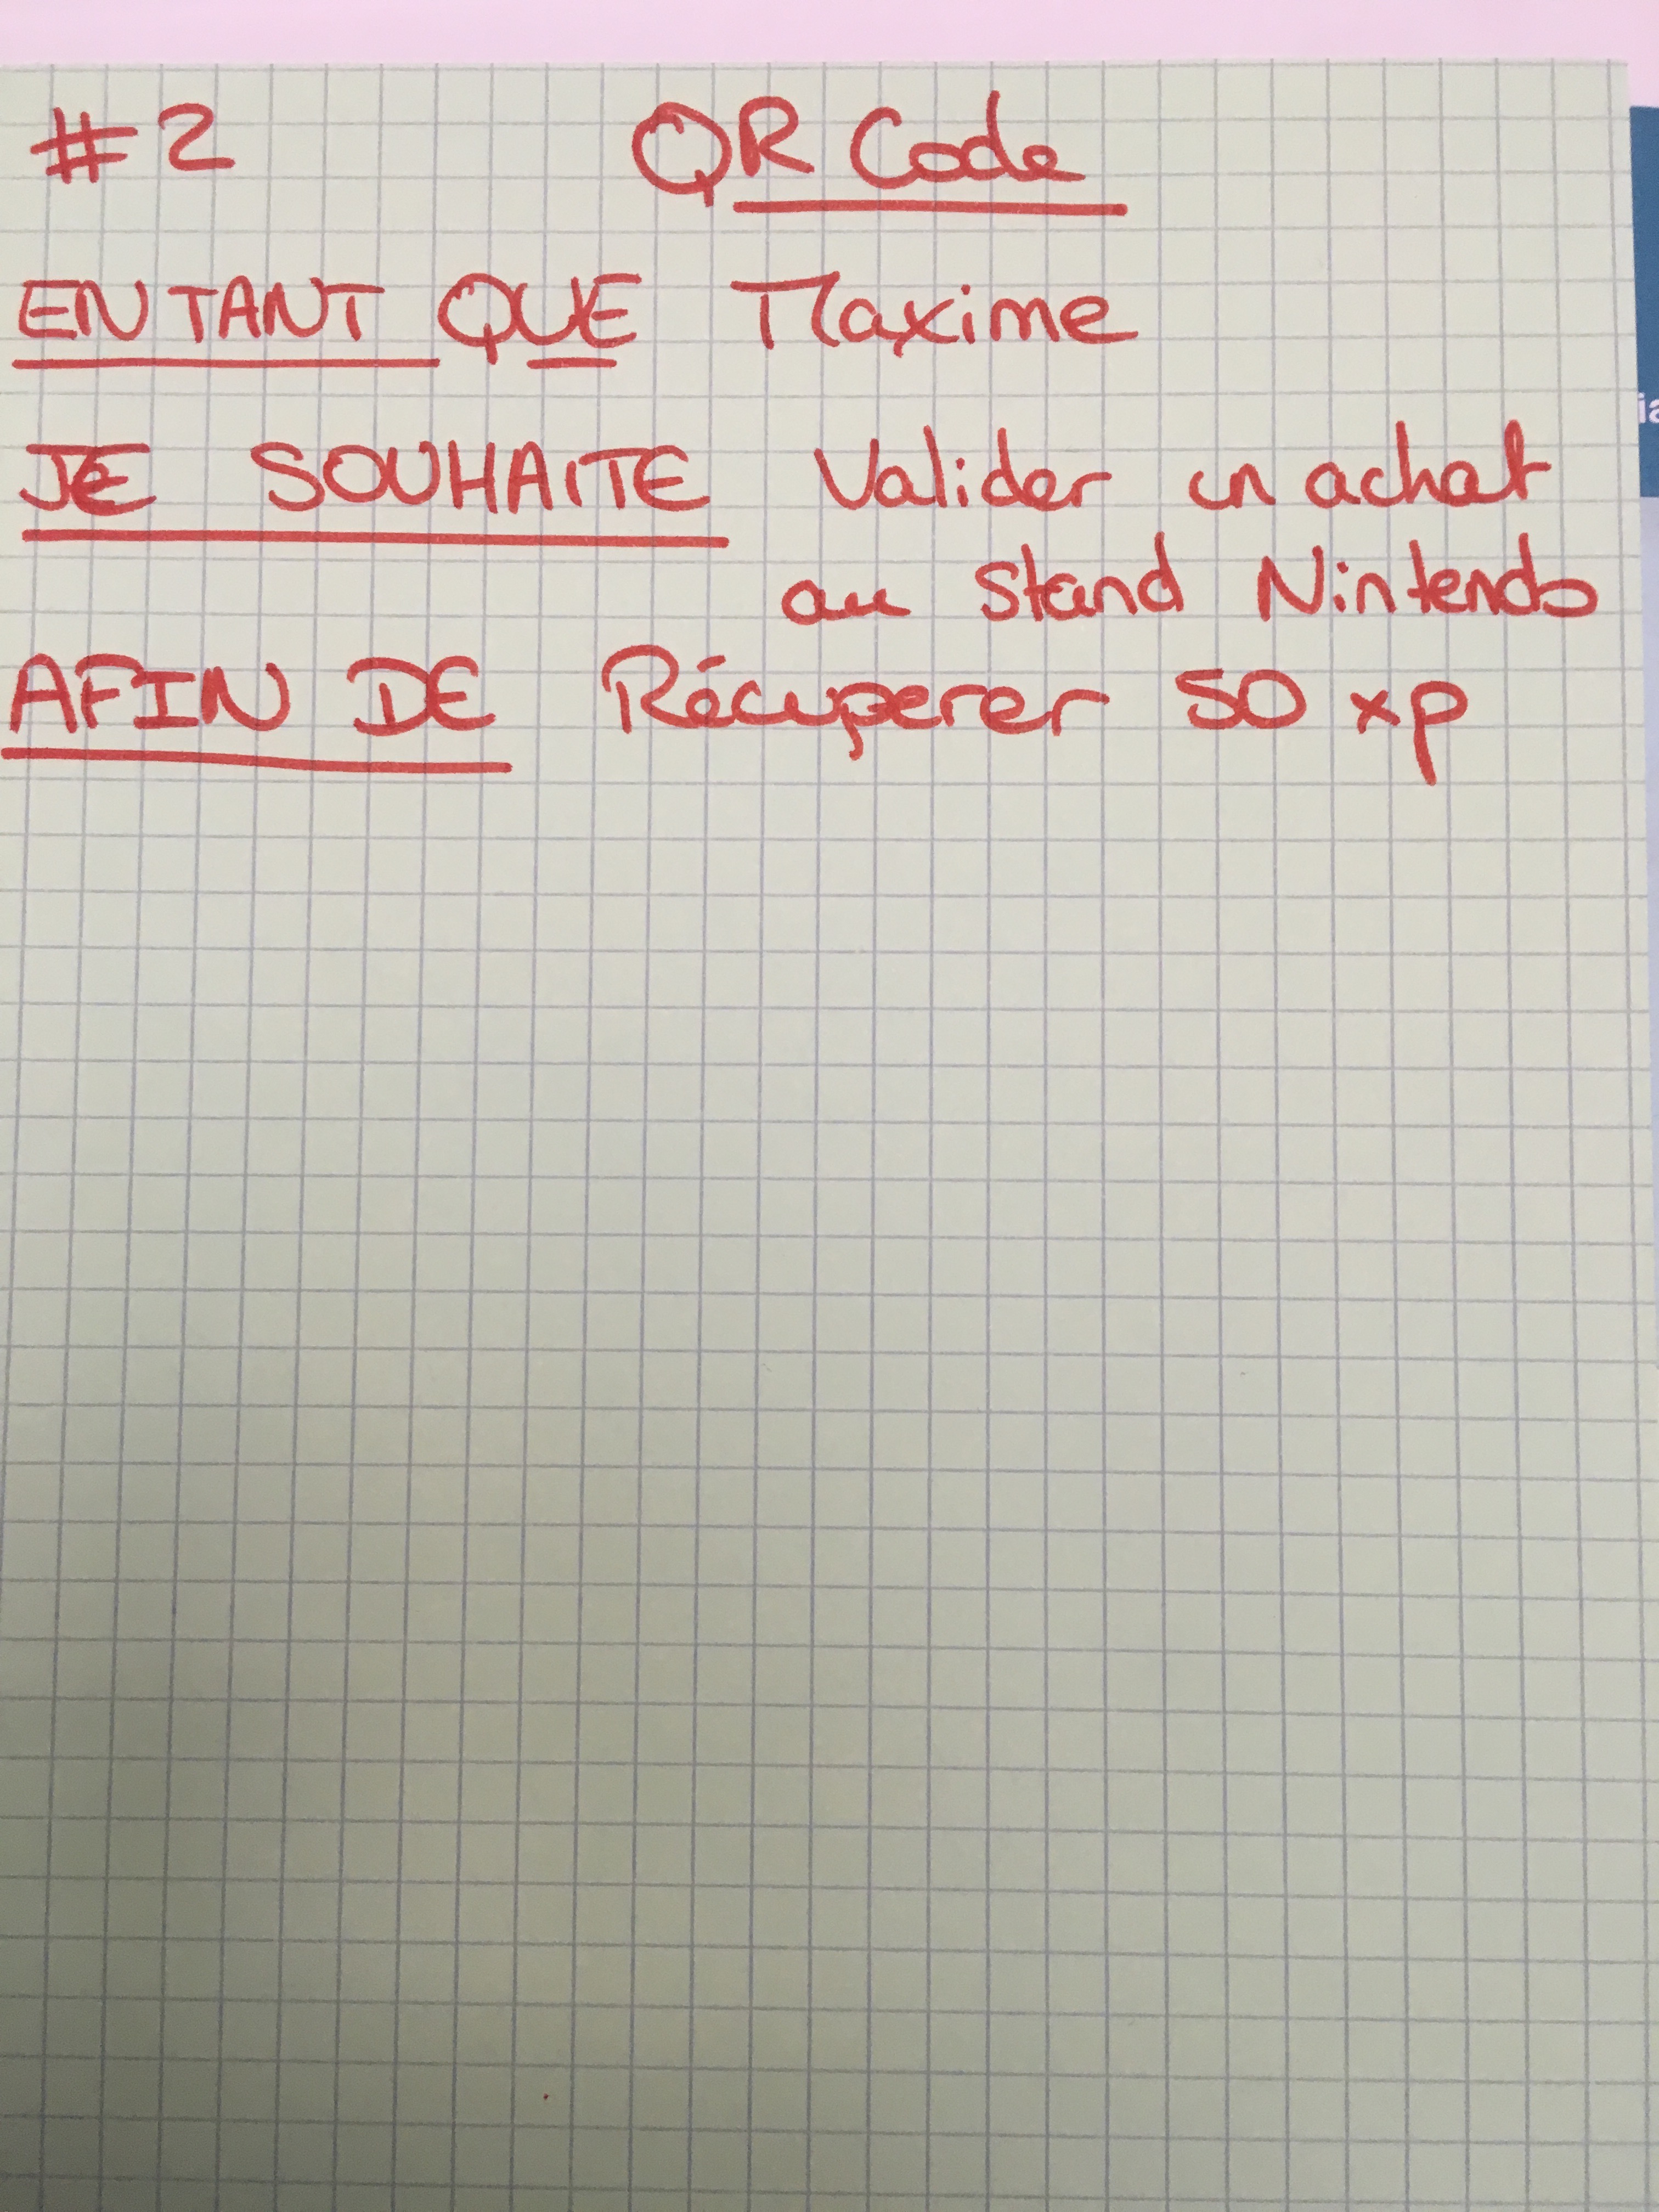 #2 QR Code
EN TANT QUE Maxime
JE SOUHAITE Valider un achat
au Stand Nintendo
AFIN DE Récuperer 50 xp
ia